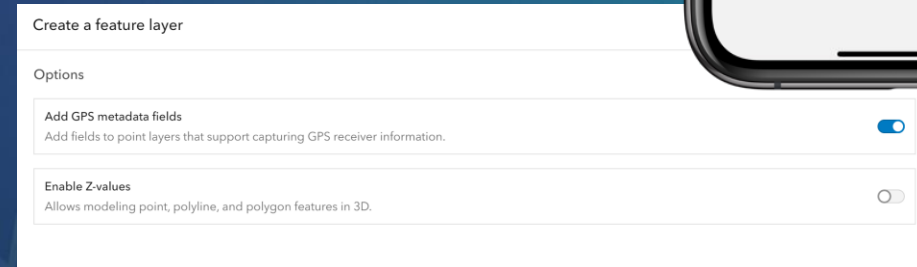 Create a feature layer
Options
Add GPS metadata fields
Add fields to point layers that support capturing GPS receiver information.
Enable Z-values
Allows modeling point, polyline, and polygon features in 3D.